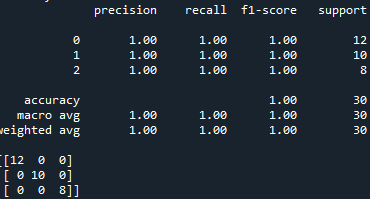 precision recall f1-score support
0 1.00 1.00 1.00 12
1 1.00 1.00 1.00 10
2 1.00 1.00 1.00 8
accuracy 1.00 30
macro avg 1.00 1.00 1.00 30
weighted avg 1.00 1.00 1.00 30
[[12 0 0]
[ 0 10 0]
[ 0 0 8]]